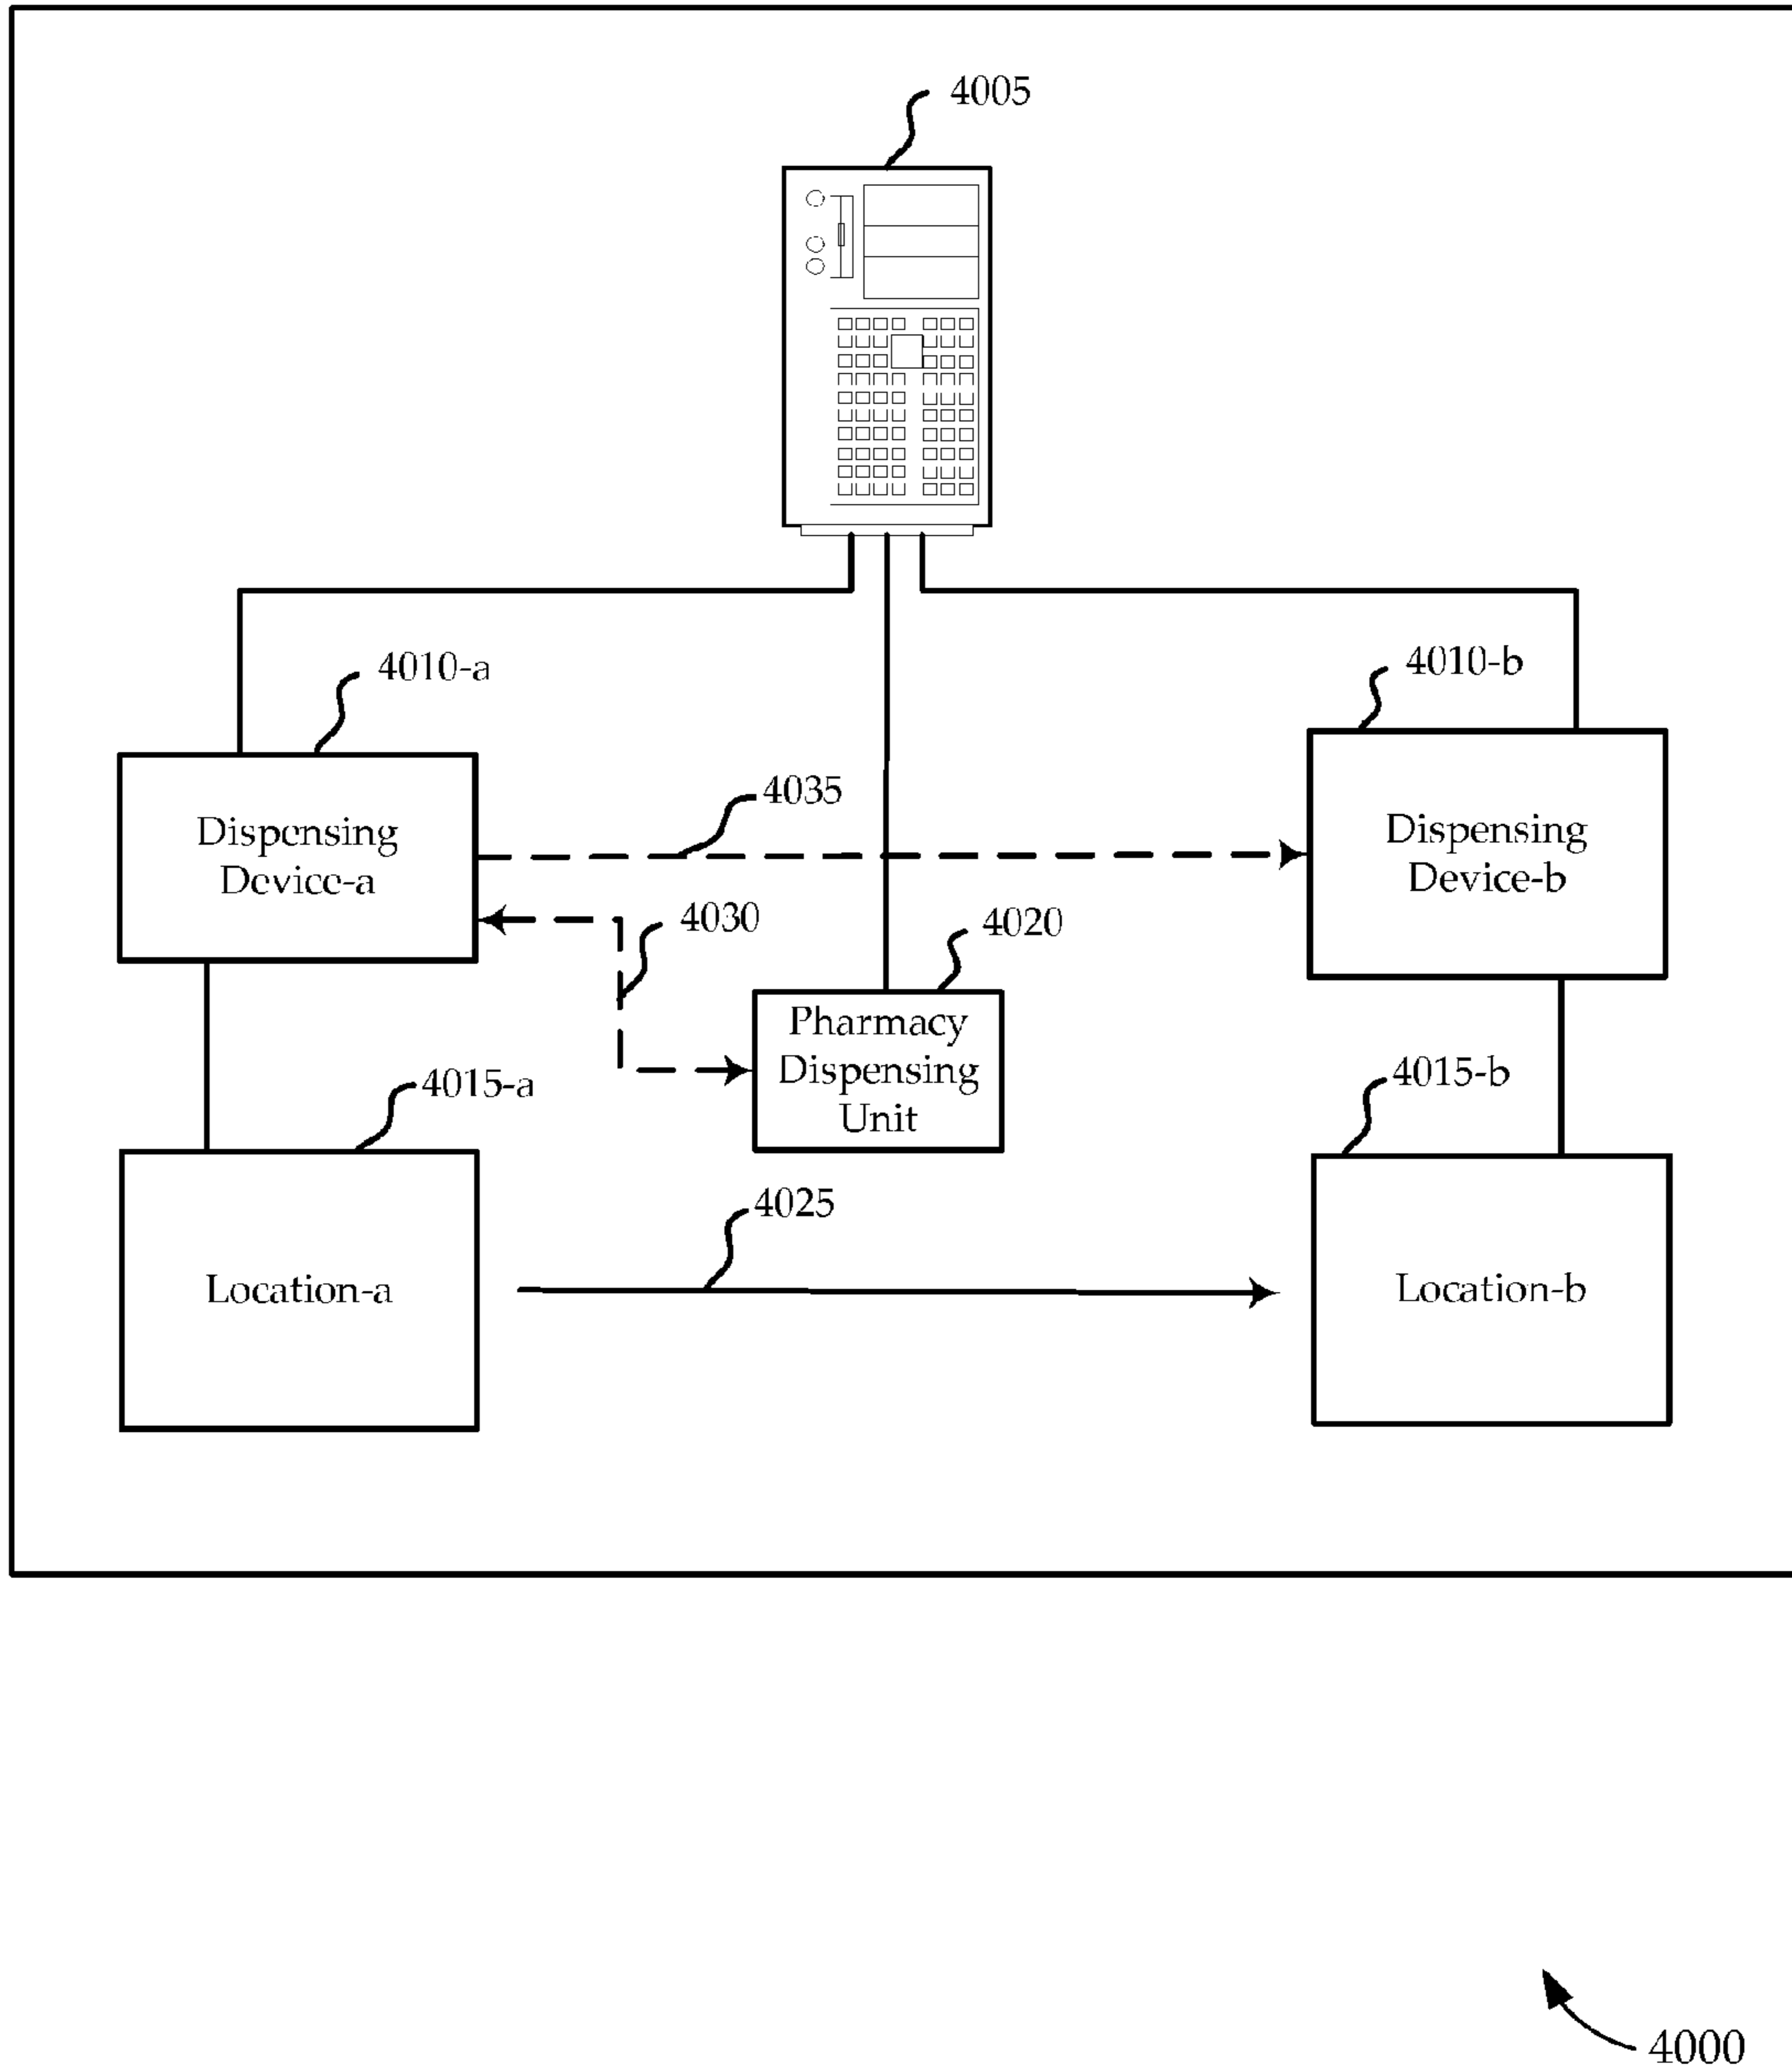 4005
4010-a
4010-b
Dispensing
Device-a
4035
Dispensing
Device-b
4030
4020
Pharmacy
Dispensing
Unit
4015-a
4015-b
4025
Location-a
Location-b
4000